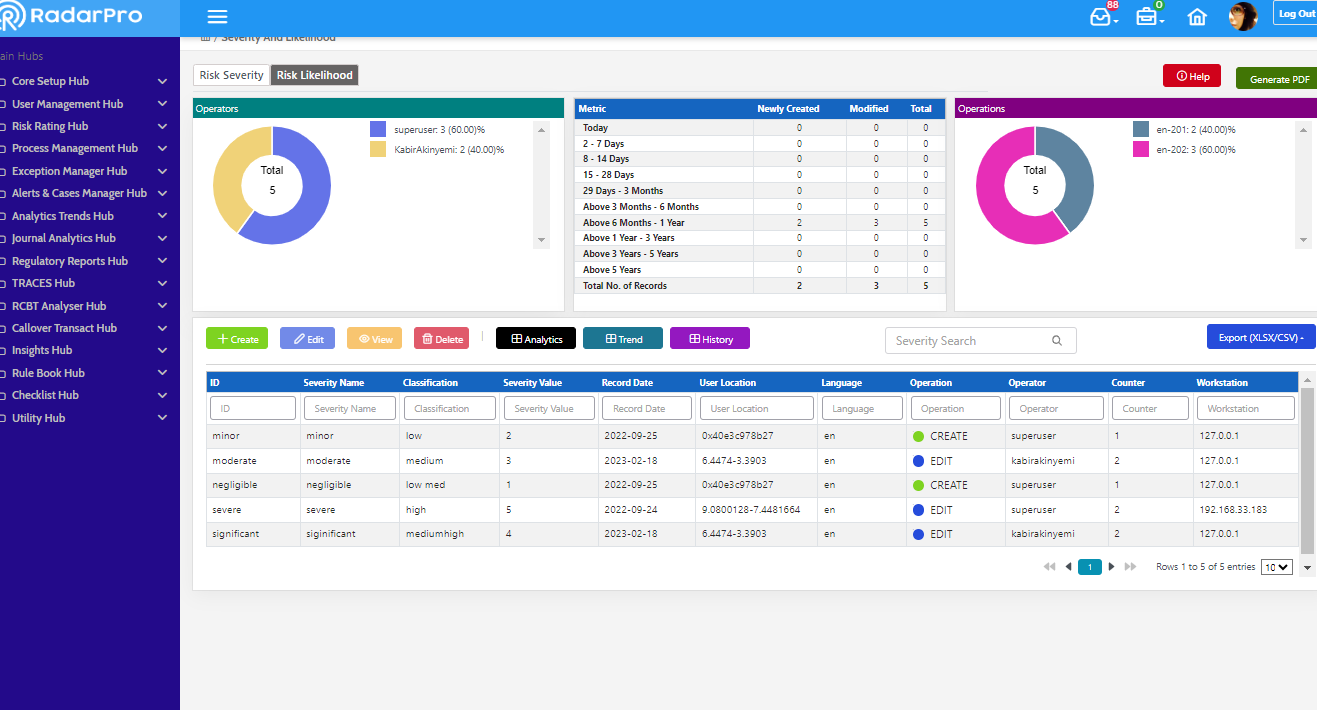 RadarPro
88
0
Log Out
ain Hubs
/ Severity And Likelihood
Core Setup Hub
User Management Hub
Risk Rating Hub
Process Management Hub
Exception Manager Hub
Alerts & Cases Manager Hub
Analytics Trends Hub
Journal Analytics Hub
Regulatory Reports Hub
TRACES Hub
RCBT Analyser Hub
Callover Transact Hub
Insights Hub
Rule Book Hub
Checklist Hub
Utility Hub
Risk Severity Risk Likelihood
Help
Generate PDF
Operators
superuser: 3 (60.00)%
KabirAkinyemi: 2 (40.00)%
Total
5
Metric Newly Created Modified Total
Today 0 0 0
2 - 7 Days 0 0 0
8 - 14 Days 0 0 0
15 - 28 Days 0 0 0
29 Days - 3 Months 0 0 0
Above 3 Months - 6 Months 0 0 0
Above 6 Months - 1 Year 2 3 5
Above 1 Year - 3 Years 0 0 0
Above 3 Years - 5 Years 0 0 0
Above 5 Years 0 0 0
Total No. of Records 2 3 5
Operations
en-201: 2 (40.00)%
en-202: 3 (60.00)%
Total
5
Create Edit View Delete Analytics Trend History
Severity Search
Export (XLSX/CSV)
ID Severity Name Classification Severity Value Record Date User Location Language Operation Operator Counter Workstation
ID Severity Name Classification Severity Value Record Date User Location Language Operation Operator Counter Workstation
minor minor low 2 2022-09-25 0x40e3c978b27 en CREATE superuser 1 127.0.0.1
moderate moderate medium 3 2023-02-18 6.4474-3.3903 en EDIT kabirakinyemi 2 127.0.0.1
negligible negligible low med 1 2022-09-25 0x40e3c978b27 en CREATE superuser 1 127.0.0.1
severe severe high 5 2022-09-24 9.0800128-7.4481664 en EDIT superuser 2 192.168.33.183
significant siginificant mediumhigh 4 2023-02-18 6.4474-3.3903 en EDIT kabirakinyemi 2 127.0.0.1
1 Rows 1 to 5 of 5 entries 10